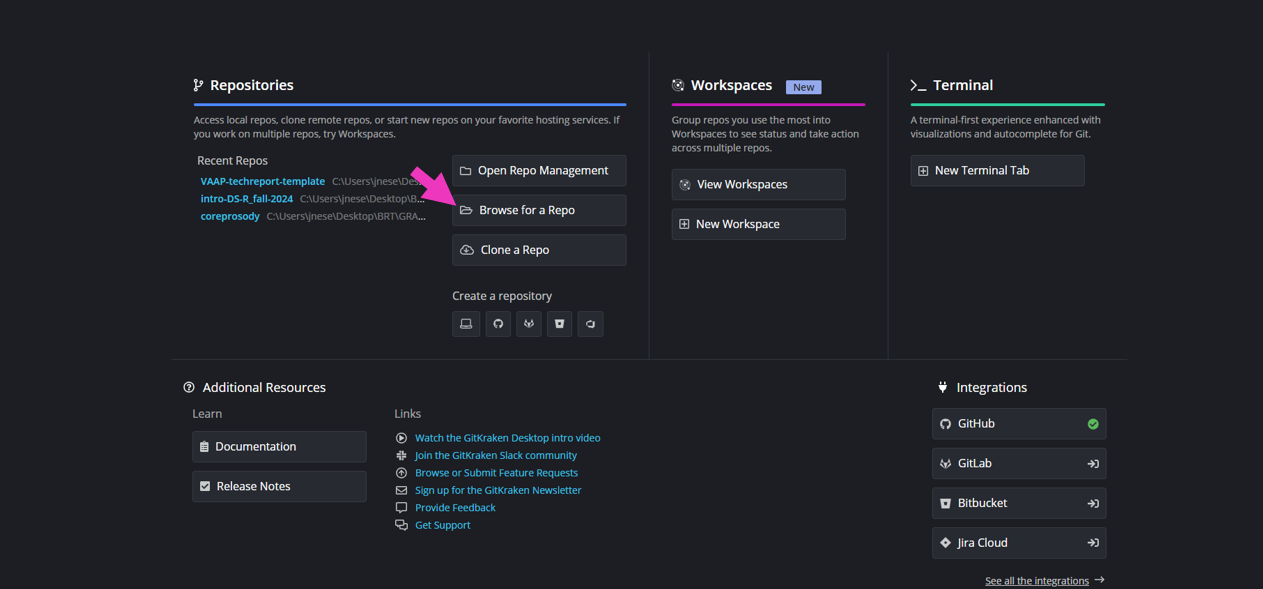 Repositories
Access local repos, clone remote repos, or start new repos on your favorite hosting services. If
you work on multiple repos, try Workspaces.
Recent Repos
VAAP-techreport-template C:\Users\jnese\Des
intro-DS-R_fall-2024 C:\Users\jnese\Desktop\B...
coreprosody C:\Users\jnese\Desktop\BRT\GRA...
Open Repo Management
Browse for a Repo
Clone a Repo
Create a repository
Workspaces New
Group repos you use the most into
Workspaces to see status and take action
across multiple repos.
View Workspaces
New Workspace
Terminal
A terminal-first experience enhanced with
visualizations and autocomplete for Git.
New Terminal Tab
Additional Resources
Learn
Documentation
Release Notes
Links
Watch the GitKraken Desktop intro video
Join the GitKraken Slack community
Browse or Submit Feature Requests
Sign up for the GitKraken Newsletter
Provide Feedback
Get Support
Integrations
GitHub
GitLab
Bitbucket
Jira Cloud
See all the integrations